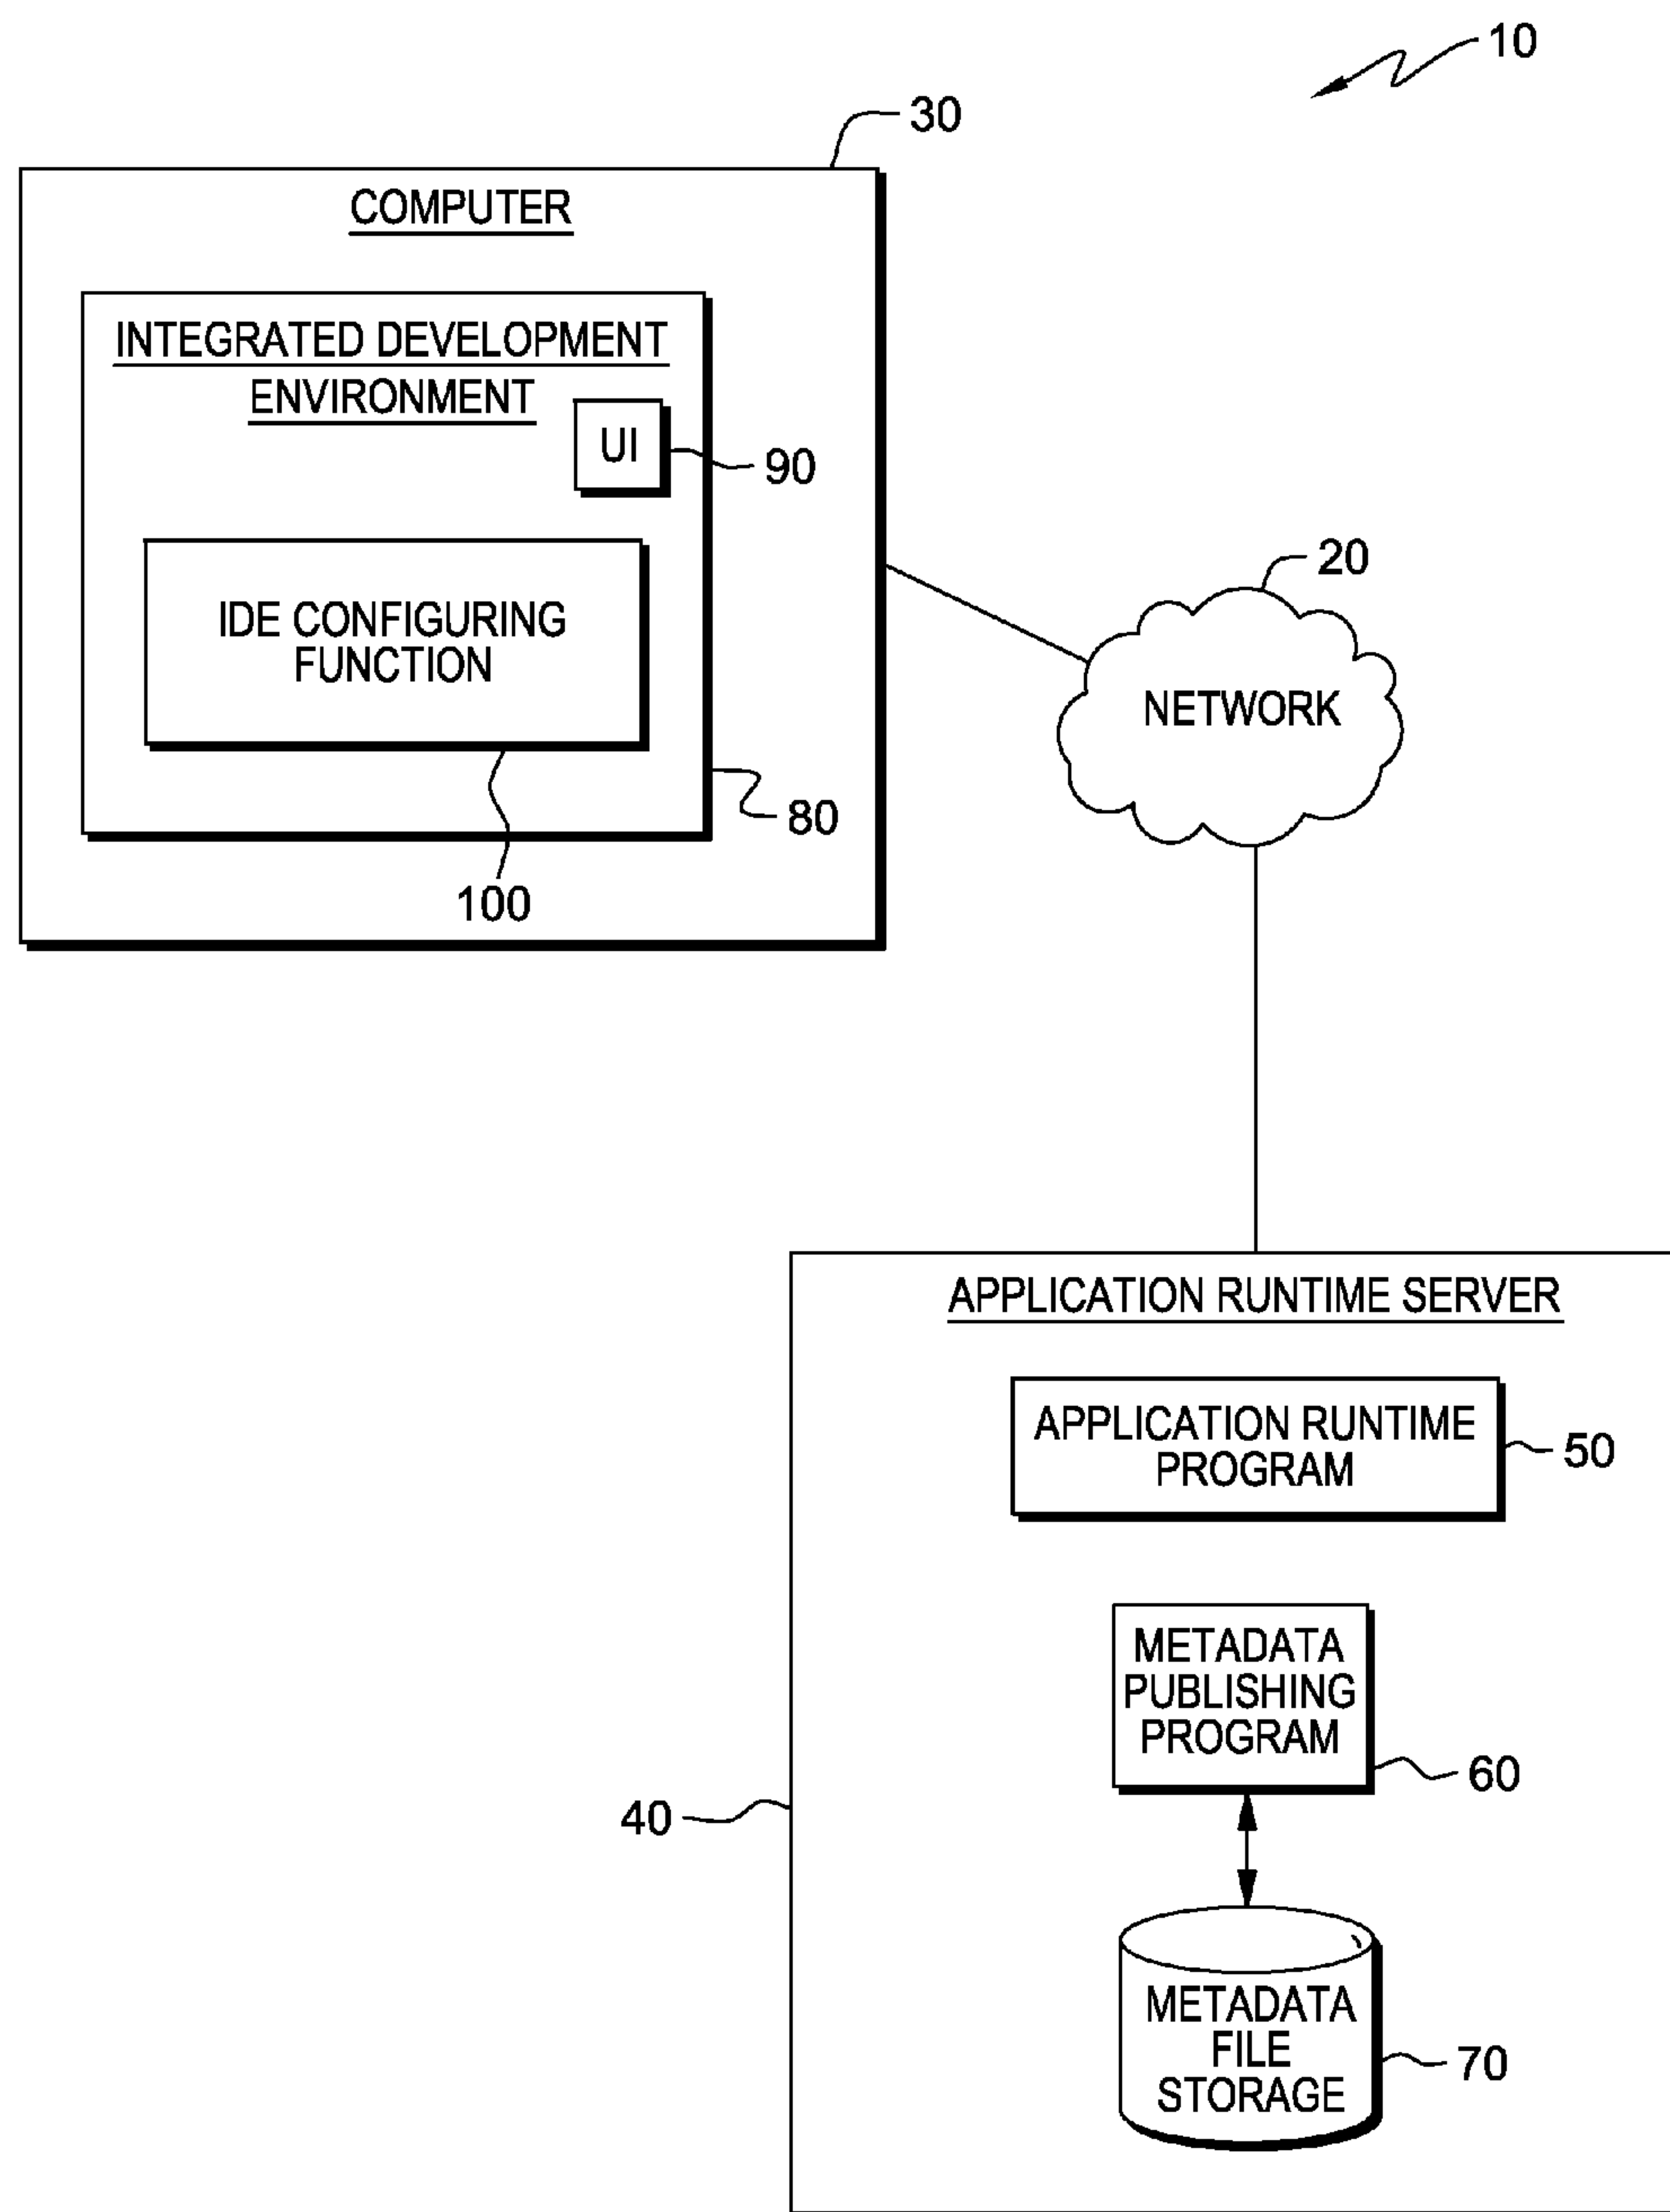 10
30
COMPUTER
INTEGRATED DEVELOPMENT
ENVIRONMENT
UI
90
IDE CONFIGURING
FUNCTION
80
100
20
NETWORK
APPLICATION RUNTIME SERVER
APPLICATION RUNTIME
PROGRAM
50
METADATA
PUBLISHING
PROGRAM
60
40
METADATA
FILE
STORAGE
70